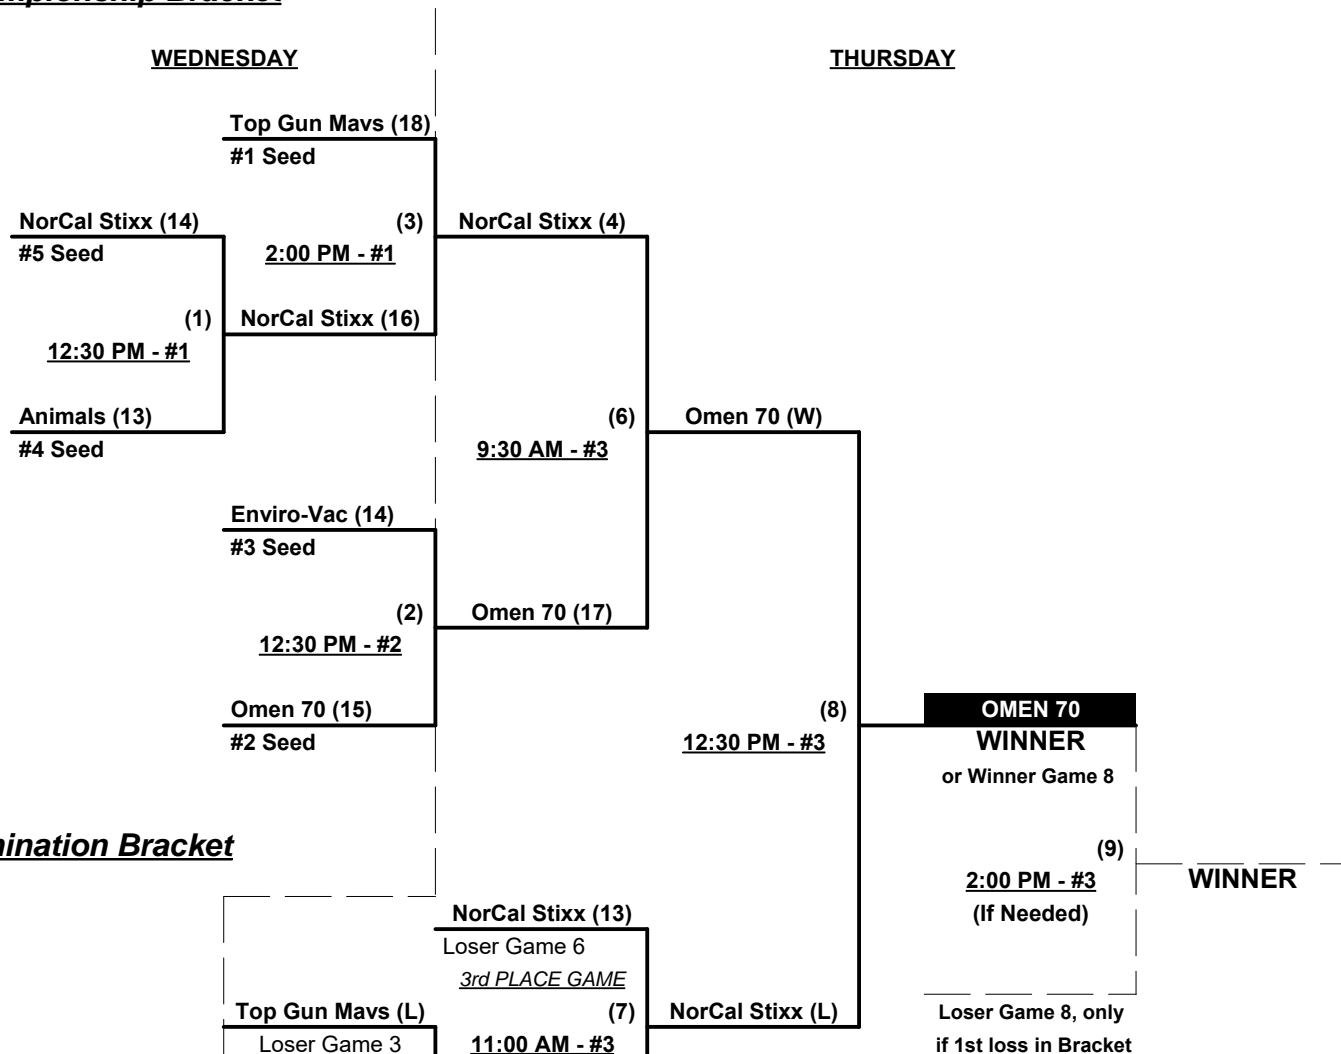 WEDNESDAY
THURSDAY
Top Gun Mavs (18)
#1 Seed
NorCal Stixx (14)
#5 Seed
(3)
2:00 PM - #1
NorCal Stixx (4)
(1)
12:30 PM - #1
NorCal Stixx (16)
Animals (13)
#4 Seed
(6)
9:30 AM - #3
Omen 70 (W)
Enviro-Vac (14)
#3 Seed
(2)
12:30 PM - #2
Omen 70 (17)
Omen 70 (15)
#2 Seed
(8)
12:30 PM - #3
OMEN 70
WINNER
or Winner Game 8
mination Bracket
(9)
2:00 PM - #3
(If Needed)
WINNER
NorCal Stixx (13)
Loser Game 6
3rd PLACE GAME
Top Gun Mavs (L)
Loser Game 3
(7)
11:00 AM - #3
NorCal Stixx (L)
Loser Game 8, only
if 1st loss in Bracket